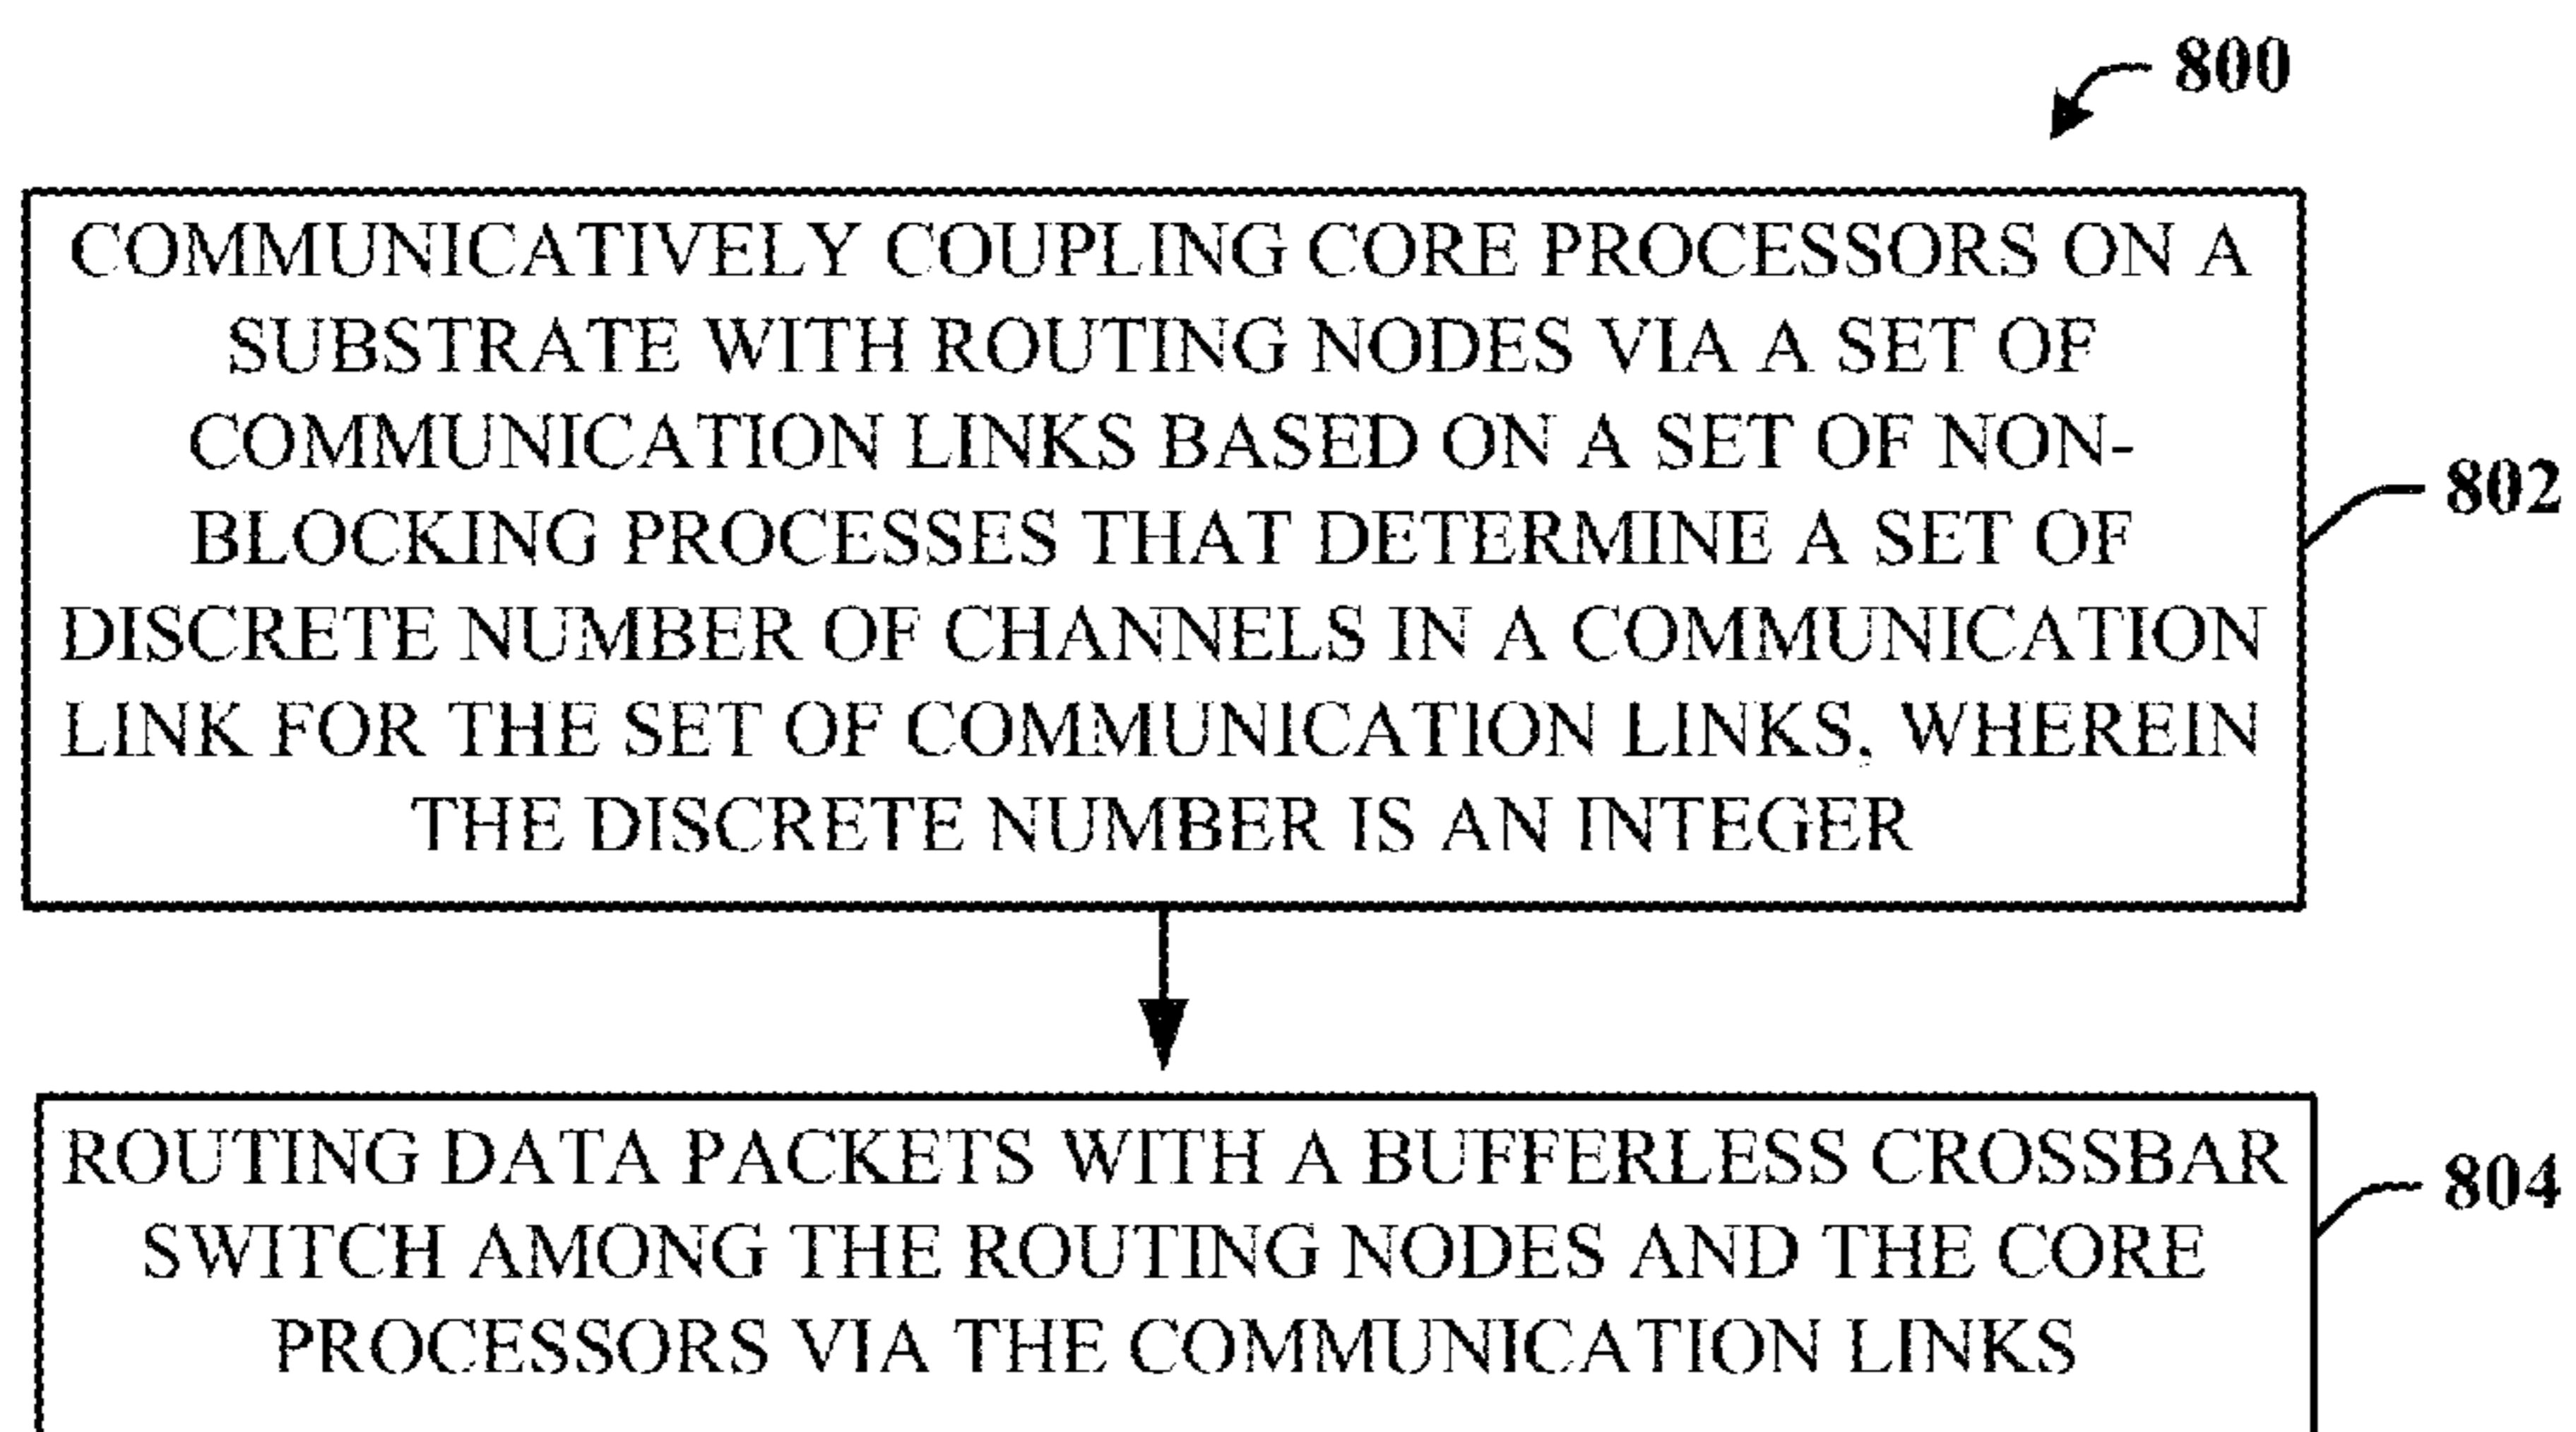 800
COMMUNICATIVELY COUPLING CORE PROCESSORS ON A
SUBSTRATE WITH ROUTING NODES VIA A SET OF
COMMUNICATION LINKS BASED ON A SET OF NON-
BLOCKING PROCESSES THAT DETERMINE A SET OF
DISCRETE NUMBER OF CHANNELS IN A COMMUNICATION
LINK FOR THE SET OF COMMUNICATION LINKS, WHEREIN
THE DISCRETE NUMBER IS AN INTEGER
802
ROUTING DATA PACKETS WITH A BUFFERLESS CROSSBAR
SWITCH AMONG THE ROUTING NODES AND THE CORE
PROCESSORS VIA THE COMMUNICATION LINKS
804